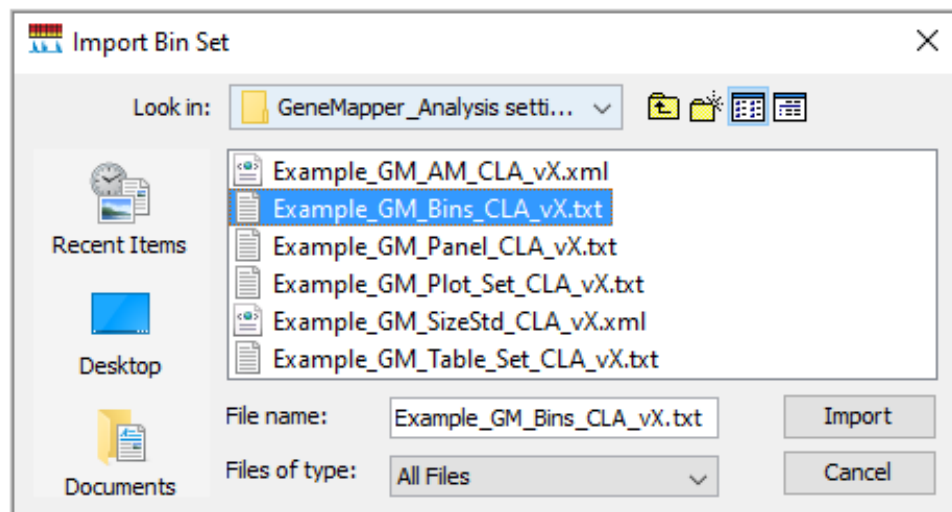 Import Bin Set
Look in: GeneMapper_Analysis setti...
Example_GM_AM_CLA_vX.xml
Example_GM_Bins_CLA_vX.txt
Example_GM_Panel_CLA_vX.txt
Example_GM_Plot_Set_CLA_vX.txt
Example_GM_SizeStd_CLA_vX.xml
Example_GM_Table_Set_CLA_vX.txt
Recent Items
Desktop
Documents
File name: Example_GM_Bins_CLA_vX.txt Import
Files of type: All Files Cancel